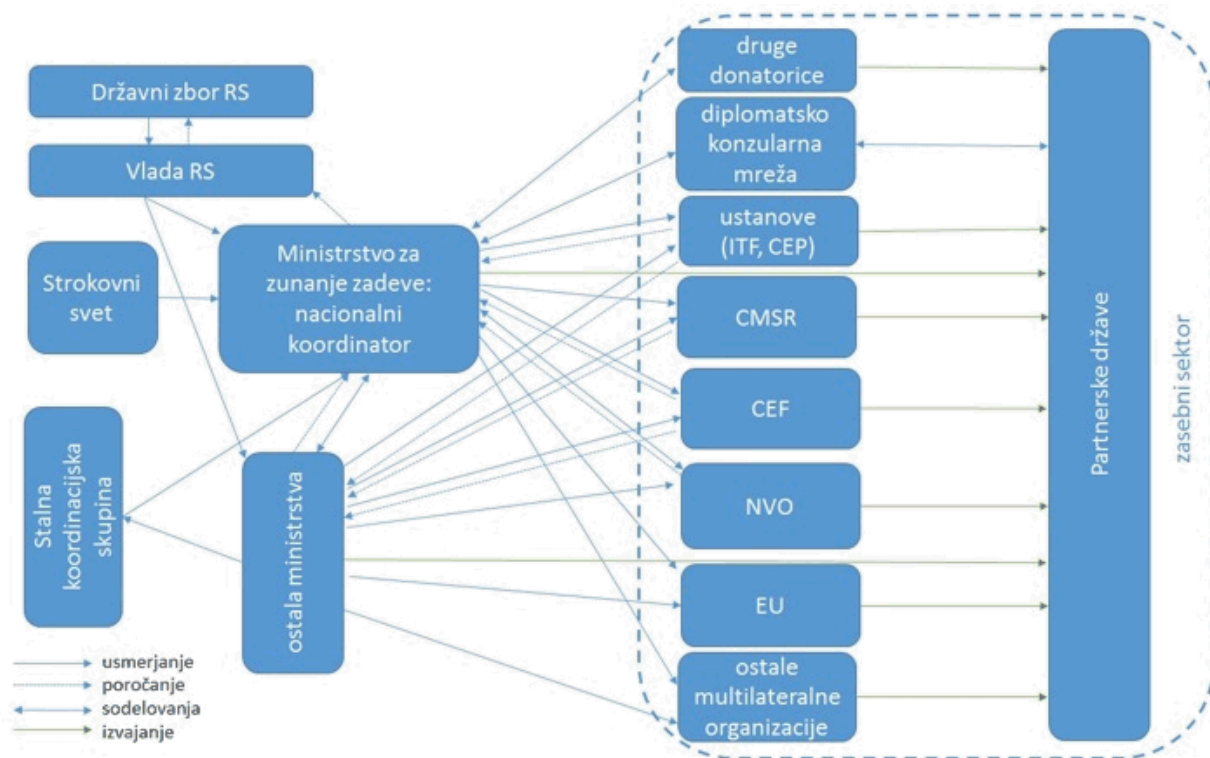 Državni zbor RS
Vlada RS
Strokovni
svet
Ministrstvo za
zunanje zadeve:
nacionalni
koordinator
Stalna
koordinacijska
skupina
ostala ministrstva
usmerjanje
poročanje
sodelovanja
izvajanje
druge
donatorice
diplomatsko
konzularna
mreža
ustanove
(ITF, CEP)
CMSR
CEF
NVO
EU
ostale
multilateralne
organizacije
Partnerske države
zasebni sektor